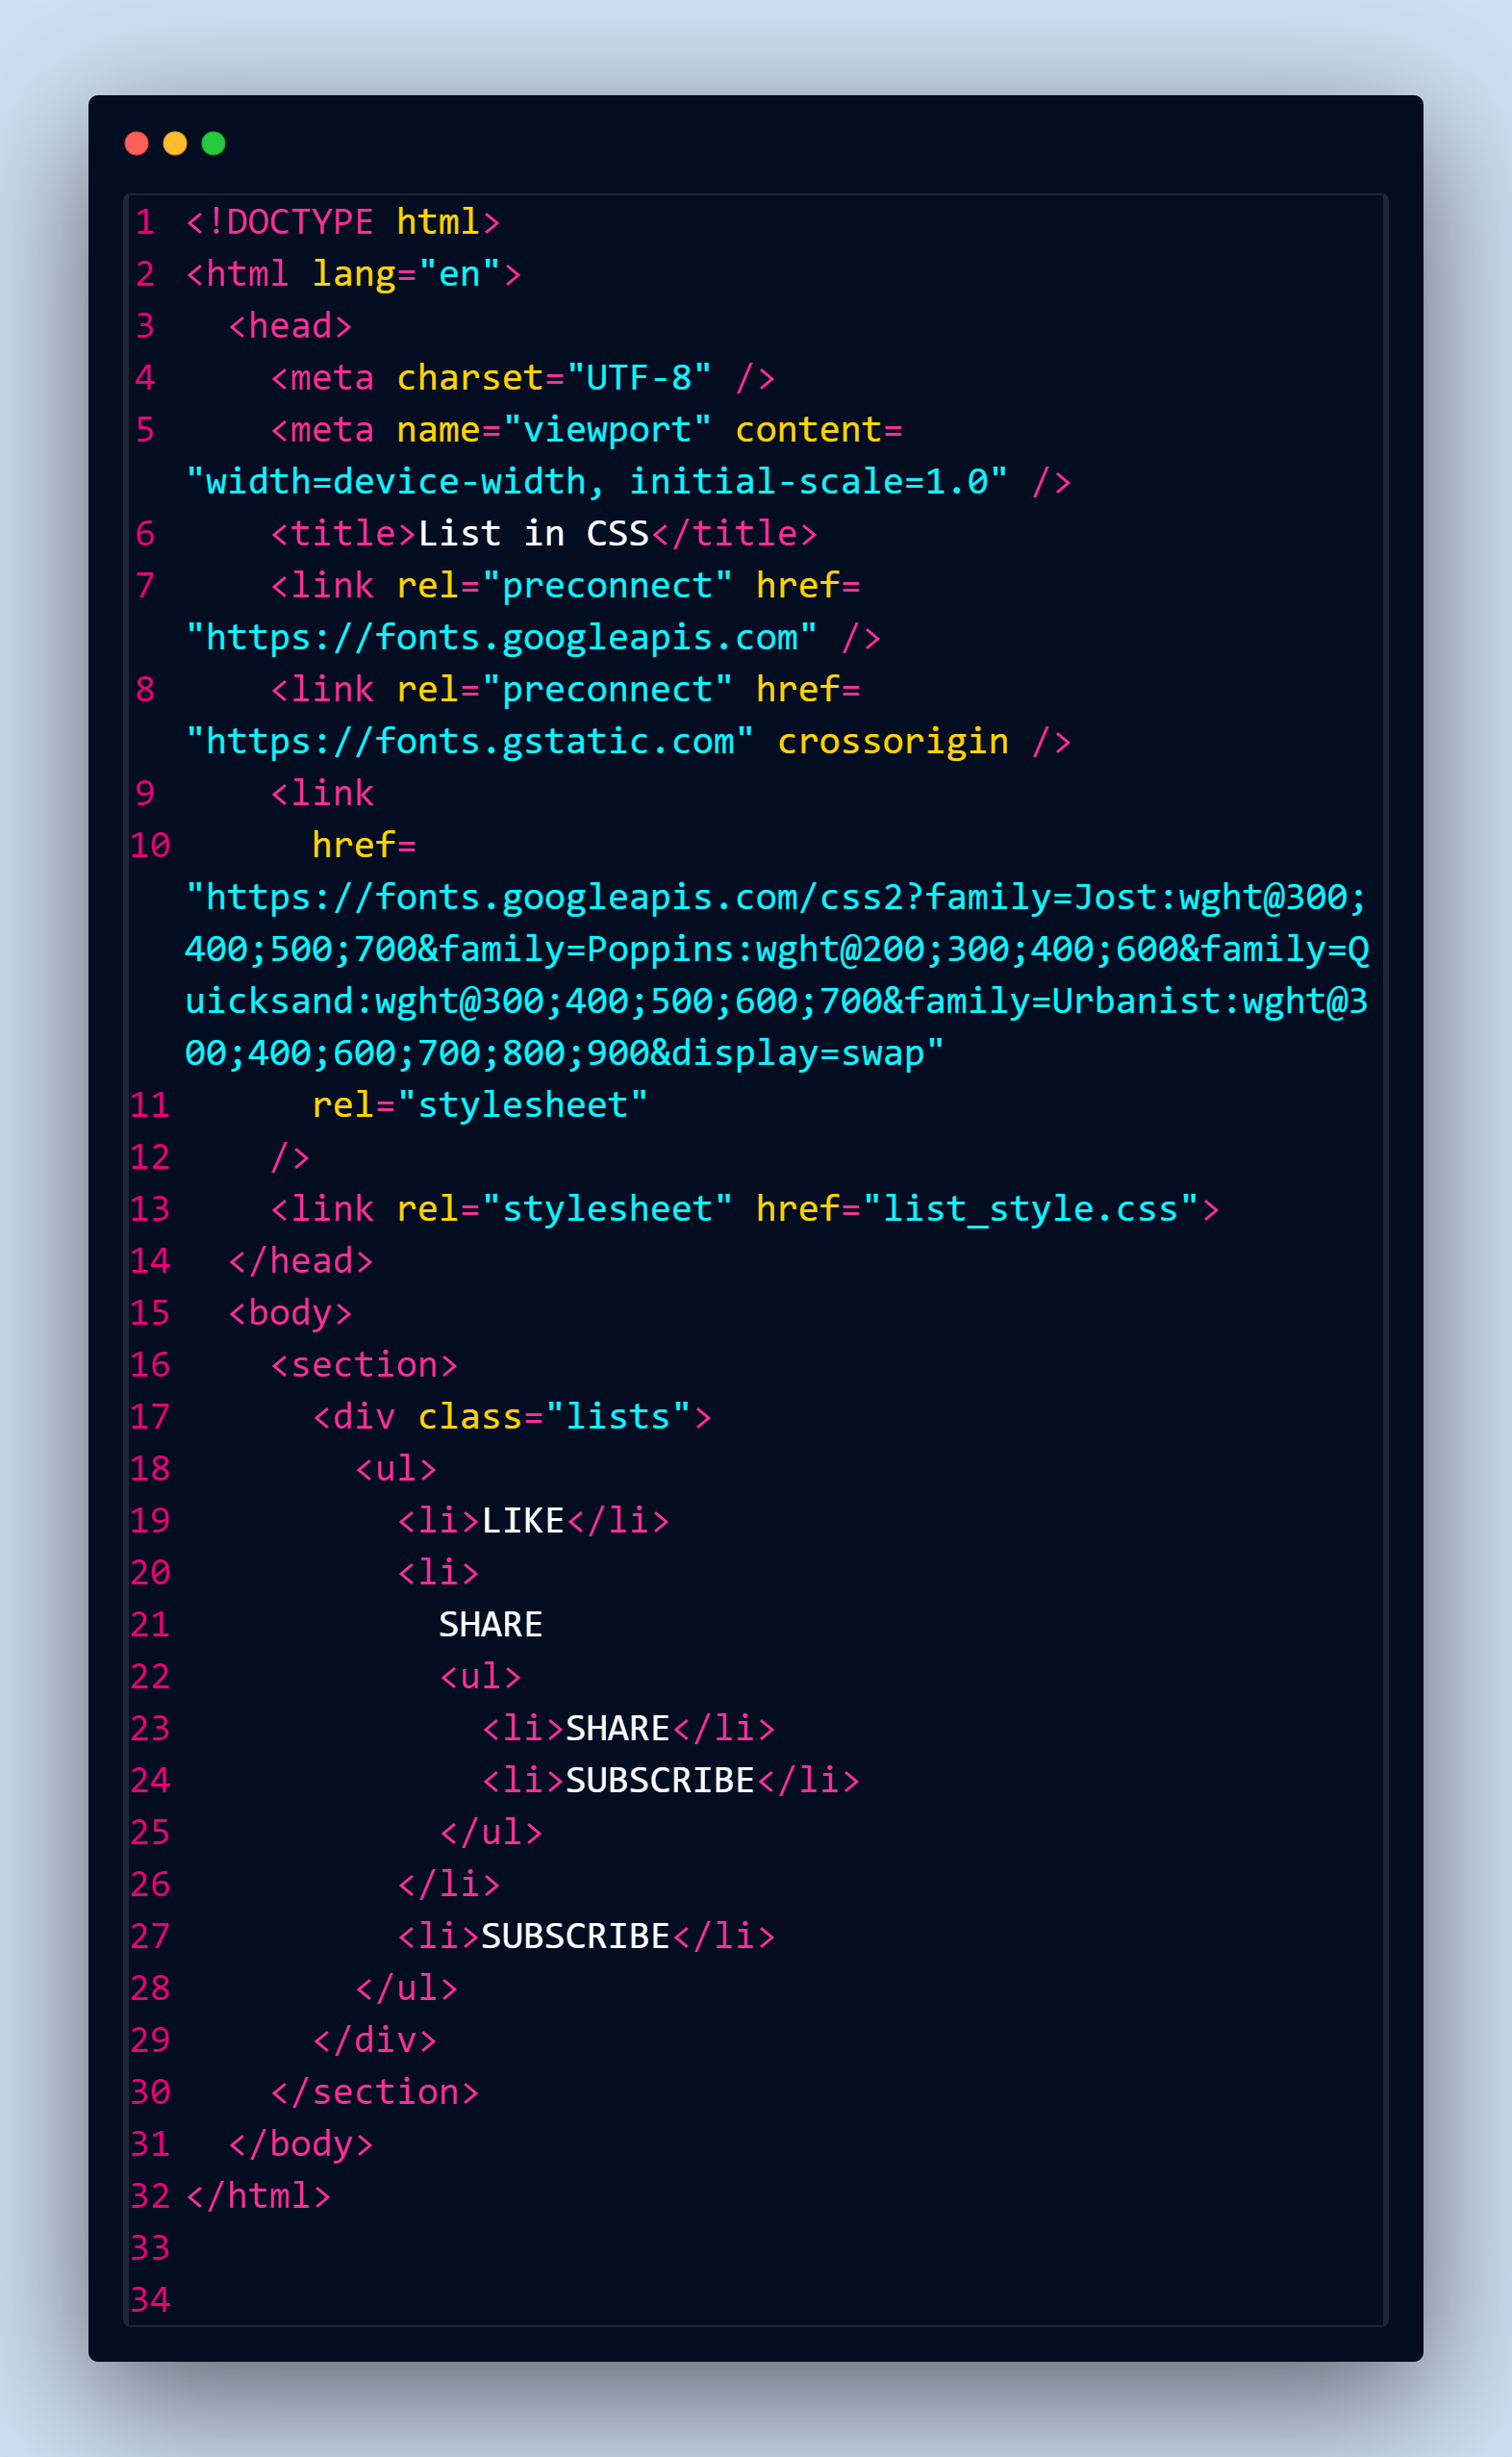 1 <!DOCTYPE html>
2 <html lang="en">
3   <head>
4     <meta charset="UTF-8" />
5     <meta name="viewport" content=
"width=device-width, initial-scale=1.0" />
6     <title>List in CSS</title>
7     <link rel="preconnect" href=
"https://fonts.googleapis.com" />
8     <link rel="preconnect" href=
"https://fonts.gstatic.com" crossorigin />
9     <link
10       href=
"https://fonts.googleapis.com/css2?family=Jost:wght@300;
400;500;700&family=Poppins:wght@200;300;400;600&family=Q
uicksand:wght@300;400;500;600;700&family=Urbanist:wght@3
00;400;600;700;800;900&display=swap"
11       rel="stylesheet"
12     />
13     <link rel="stylesheet" href="list_style.css">
14   </head>
15   <body>
16     <section>
17       <div class="lists">
18         <ul>
19           <li>LIKE</li>
20           <li>
21             SHARE
22             <ul>
23               <li>SHARE</li>
24               <li>SUBSCRIBE</li>
25             </ul>
26           </li>
27           <li>SUBSCRIBE</li>
28         </ul>
29       </div>
30     </section>
31   </body>
32 </html>
33
34